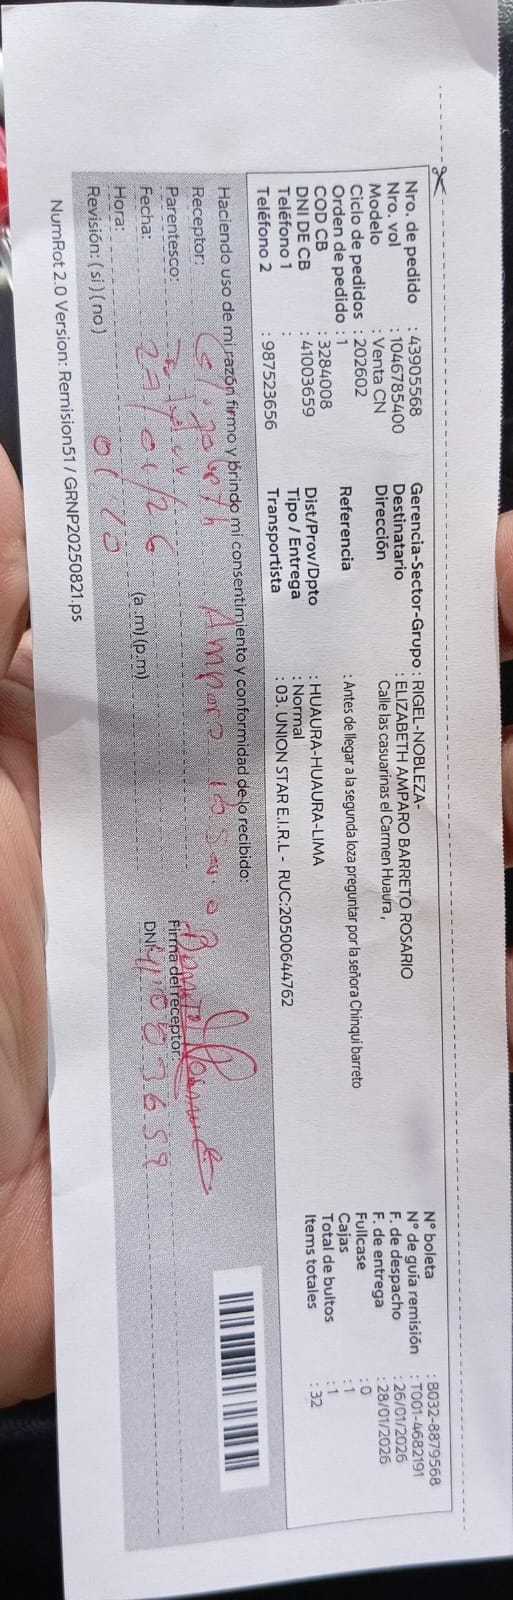 Nro. de pedido : 43905568
Nro. vol : 1046785400
Modelo : Venta CN
Ciclo de pedidos : 202602
Orden de pedido : 1
COD CB : 3284008
DNI DE CB : 41003659
Teléfono 1 :
Teléfono 2 : 987523656
Gerencia-Sector-Grupo : RIGEL-NOBLEZA-
Destinatario : ELIZABETH AMPARO BARRETO ROSARIO
Dirección : Calle las casuarinas el Carmen Huaura,
Referencia : Antes de llegar a la segunda loza preguntar por la señora Chinqui barreto
Dist/Prov/Dpto : HUAURA-HUAURA-LIMA
Tipo / Entrega : Normal
Transportista : 03. UNION STAR E.I.R.L - RUC:20500644762
N° boleta : B032-8879568
N° de guía remisión : T001-4682191
F. de despacho : 26/01/2026
F. de entrega : 28/01/2026
Fullcase : 0
Cajas : 1
Total de bultos : 1
Items totales : 32
Haciendo uso de mi razón firmo y brindo mi consentimiento y conformidad de lo recibido:
Receptor: Amparo
Parentesco:
Firma del receptor:
Fecha: 27/01/26
DNI: 41003659
Hora: (a .m) (p.m)
Revisión: ( si ) ( no )
NumRot 2.0 Version: Remision51 / GRNP20250821.ps